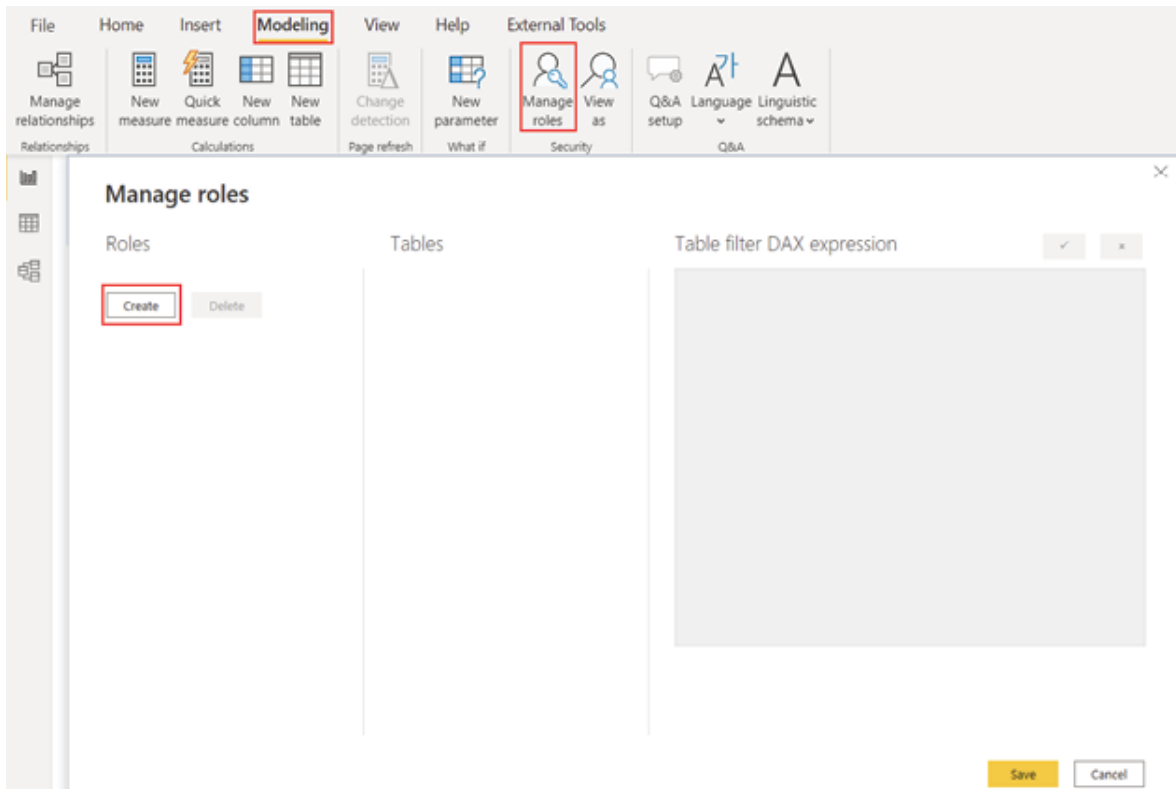 File Home Insert Modeling View Help External Tools
Manage relationships
New measure
Quick measure
New column
New table
Change detection
New parameter
Manage roles
View as
Q&A setup
Language
Linguistic schema
Relationships Calculations Page refresh What if Security Q&A
Manage roles
Roles Tables Table filter DAX expression
Create Delete
Save Cancel